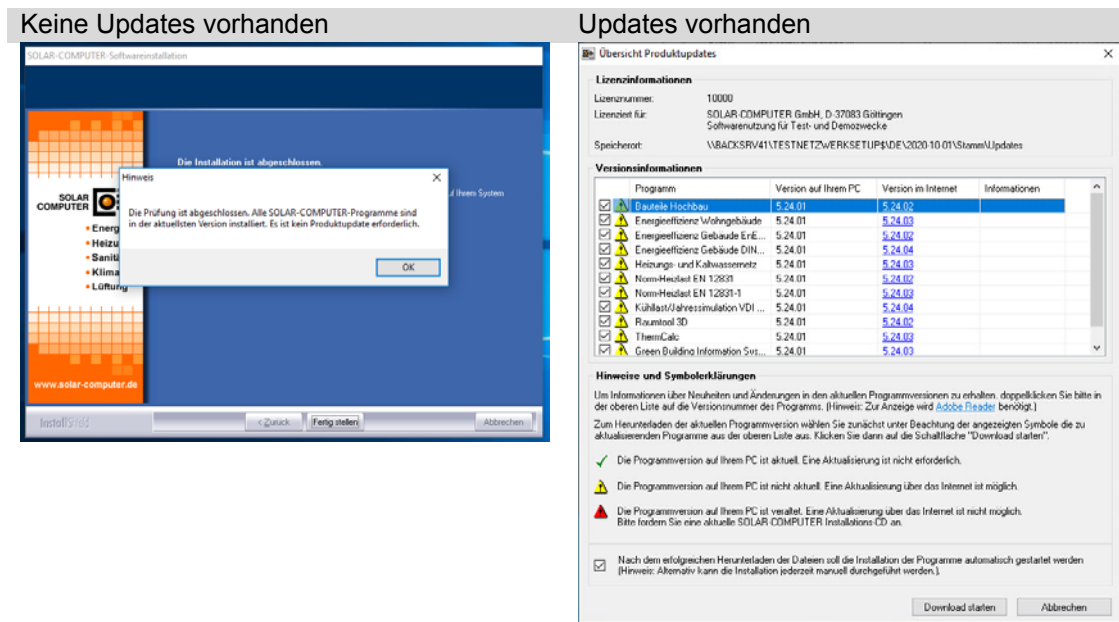 Keine Updates vorhanden
Updates vorhanden
SOLAR-COMPUTER-Softwareinstallation
Die Installation ist abgeschlossen.
Ihrem System
Hinweis
Die Prüfung ist abgeschlossen. Alle SOLAR-COMPUTER-Programme sind
in der aktuellsten Version installiert. Es ist kein Produktupdate erforderlich.
OK
SOLAR
COMPUTER
• Energ
• Heizu
• Sanit
• Klima
• Lüftung
www.solar-computer.de
InstallShield
< Zurück
Fertig stellen
Abbrechen
Übersicht Produktupdates
Lizenzinformationen
Lizenznummer: 10000
Lizenziert für: SOLAR-COMPUTER GmbH, D-37083 Göttingen
Softwarenutzung für Test- und Demozwecke
Speicherort: \\BACKSRV41\TESTNETZWERKSETUP$\DE\2020-10-01\Stamm\Updates
Versionsinformationen
Programm Version auf Ihrem PC Version im Internet Informationen
Bauteile Hochbau 5.24.01 5.24.02
Energieeffizienz Wohngebäude 5.24.01 5.24.03
Energieeffizienz Gebäude EnE... 5.24.01 5.24.02
Energieeffizienz Gebäude DIN... 5.24.01 5.24.04
Heizungs- und Kaltwassernetz 5.24.01 5.24.03
Norm-Heizlast EN 12831 5.24.01 5.24.02
Norm-Heizlast EN 12831-1 5.24.01 5.24.03
Kühllast/Jahressimulation VDI ... 5.24.01 5.24.04
Raumtool 3D 5.24.01 5.24.02
ThermCalc 5.24.01 5.24.03
Green Building Information Sys... 5.24.01 5.24.03
Hinweise und Symbolerklärungen
Um Informationen über Neuheiten und Änderungen in den aktuellen Programmversionen zu erhalten, doppelklicken Sie bitte in
der oberen Liste auf die Versionsnummer des Programms. (Hinweis: Zur Anzeige wird Adobe Reader benötigt.)
Zum Herunterladen der aktuellen Programmversion wählen Sie zunächst unter Beachtung der angezeigten Symbole die zu
aktualisierenden Programme aus der oberen Liste aus. Klicken Sie dann auf die Schaltfläche "Download starten".
Die Programmversion auf Ihrem PC ist aktuell. Eine Aktualisierung ist nicht erforderlich.
Die Programmversion auf Ihrem PC ist nicht aktuell. Eine Aktualisierung über das Internet ist möglich.
Die Programmversion auf Ihrem PC ist veraltet. Eine Aktualisierung über das Internet ist nicht möglich.
Bitte fordern Sie eine aktuelle SOLAR-COMPUTER Installations-CD an.
Nach dem erfolgreichen Herunterladen der Dateien soll die Installation der Programme automatisch gestartet werden
(Hinweis: Alternativ kann die Installation jederzeit manuell durchgeführt werden.).
Download starten
Abbrechen